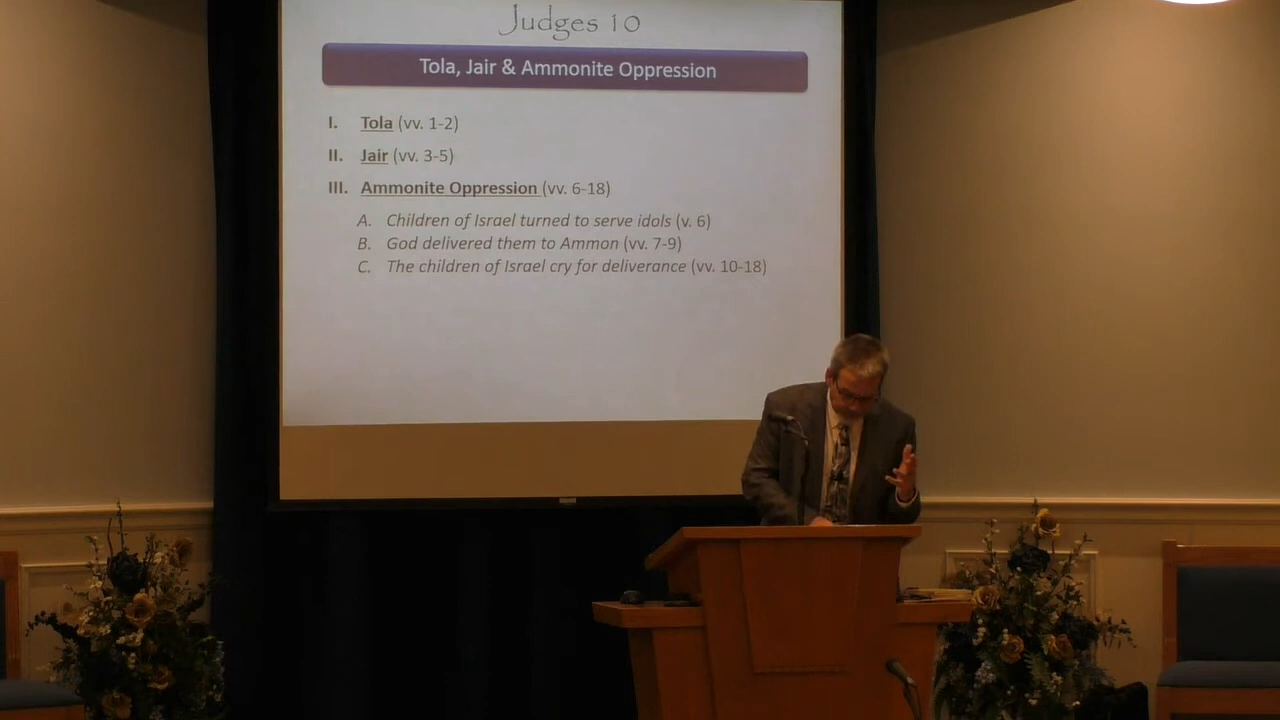 Judges 10
Tola, Jair & Ammonite Oppression
I. Tola (vv. 1-2)
II. Jair (vv. 3-5)
III. Ammonite Oppression (vv. 6-18)
A. Children of Israel turned to serve idols (v. 6)
B. God delivered them to Ammon (vv. 7-9)
C. The children of Israel cry for deliverance (vv. 10-18)